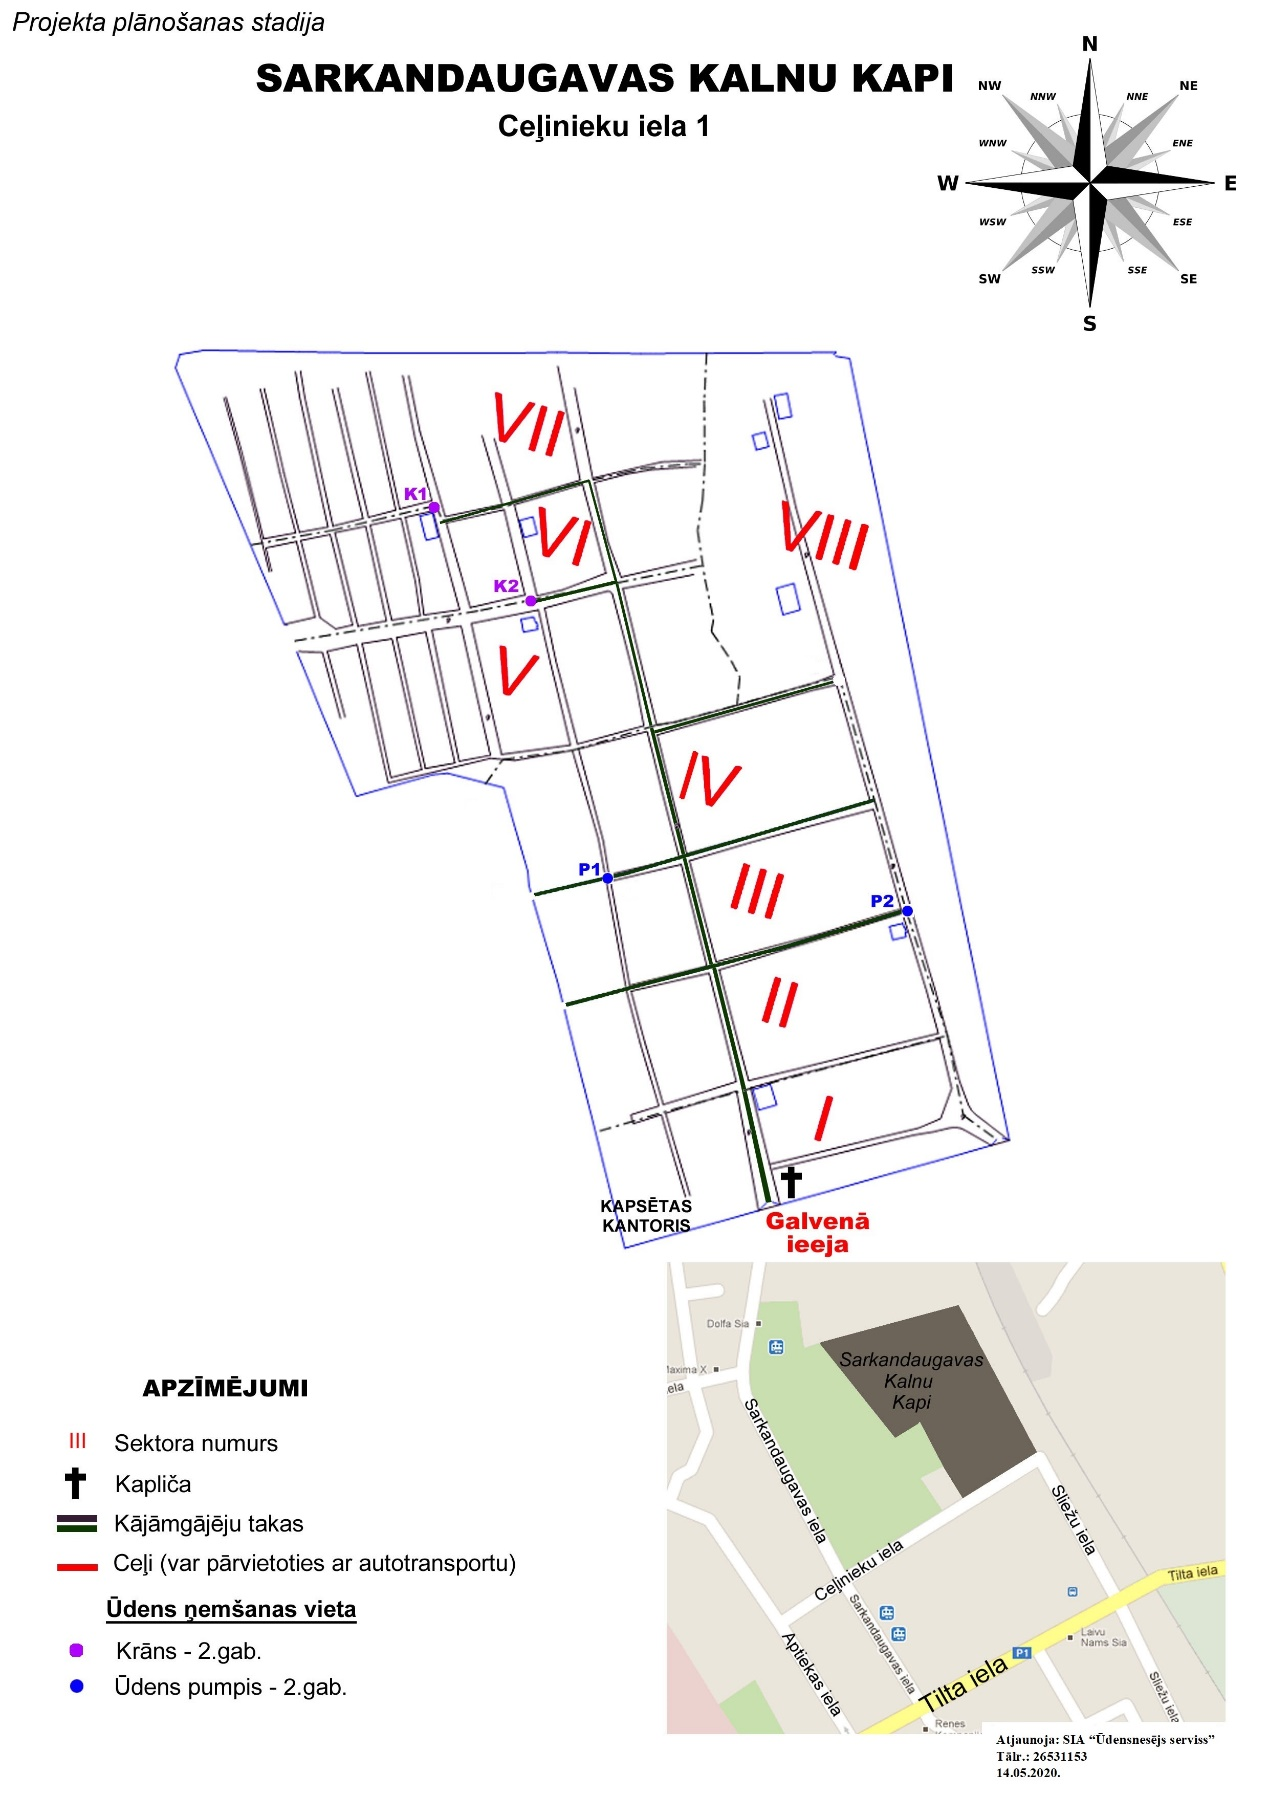 Projekta plānošanas stadija
SARKANDAUGAVAS KALNU KAPI
Ceļinieku iela 1
N
NNW
NNE
NW
NE
WNW
ENE
W
E
WSW
ESE
SW
SE
SSW
SSE
S
VII
K1
VI
VIII
K2
V
IV
P1
III
P2
II
I
KAPSĒTAS
KANTORIS
Galvenā
ieeja
APZĪMĒJUMI
III Sektora numurs
Kapliča
Kājāmgājēju takas
Ceļi (var pārvietoties ar autotransportu)
Ūdens ņemšanas vieta
Krāns - 2.gab.
Ūdens pumpis - 2.gab.
Dolfa Sia
Maxima X
iela
Sarkandaugavas
Kalnu
Kapi
Sarkandaugavas iela
Sliežu iela
Ceļinieku iela
Tilta iela
Sarkandaugavas iela
Aptiekas iela
Laivu
Nams Sia
P1
Tilta iela
Sliežu iela
Renes
Atjaunoja: SIA “Ūdensnesējs serviss”
Tālr.: 26531153
14.05.2020.